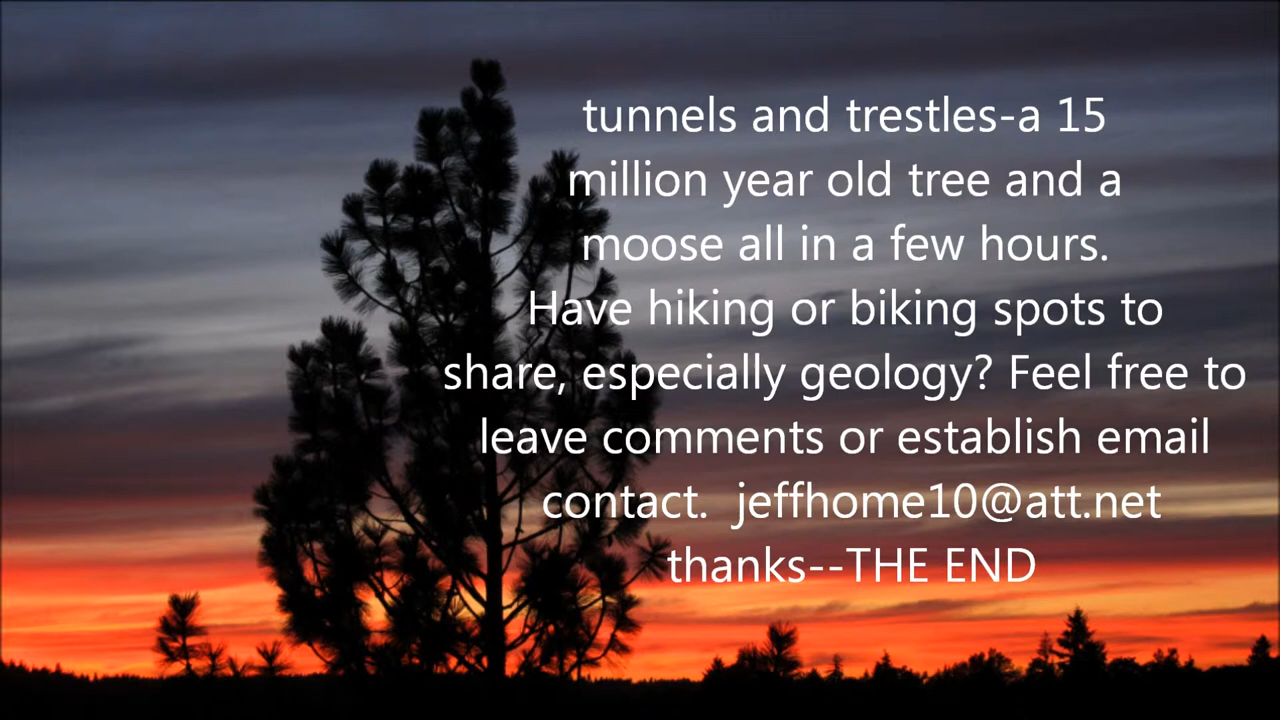 tunnels and trestles-a 15
million year old tree and a
moose all in a few hours.
Have hiking or biking spots to
share, especially geology? Feel free to
leave comments or establish email
contact.  jeffhome10@att.net
thanks--THE END